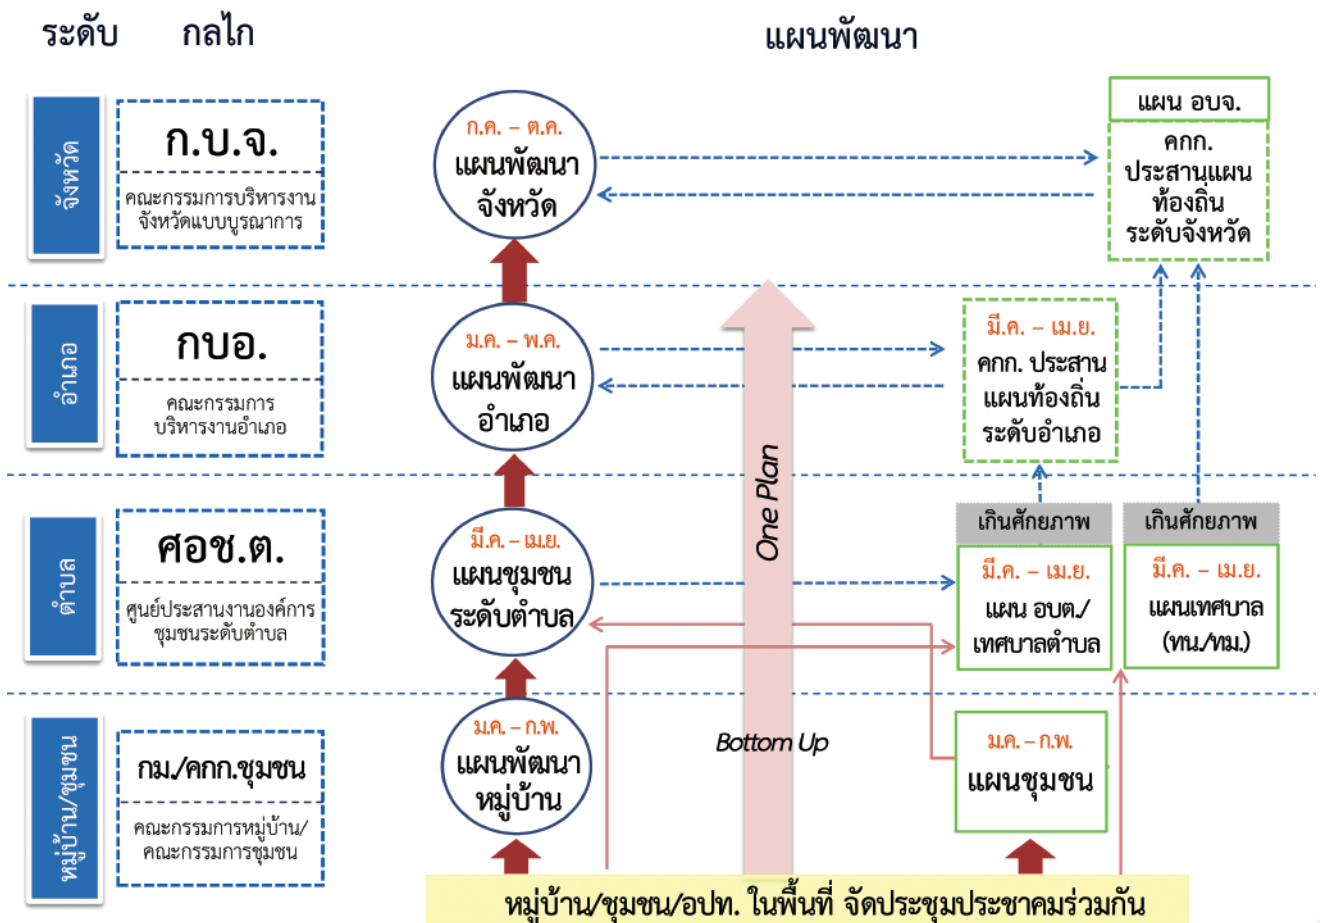 ระดับ
กลไก
แผนพัฒนา
จังหวัด
ก.บ.จ.
คณะกรรมการบริหารงาน
จังหวัดแบบบูรณาการ
ก.ค. – ต.ค.
แผนพัฒนา
จังหวัด
แผน อบจ.
คกก.
ประสานแผน
ท้องถิ่น
ระดับจังหวัด
อำเภอ
กบอ.
คณะกรรมการ
บริหารงานอำเภอ
ม.ค. – พ.ค.
แผนพัฒนา
อำเภอ
มี.ค. – เม.ย.
คกก. ประสาน
แผนท้องถิ่น
ระดับอำเภอ
One Plan
ตำบล
ศอช.ต.
ศูนย์ประสานงานองค์การ
ชุมชนระดับตำบล
มี.ค. – เม.ย.
แผนชุมชน
ระดับตำบล
เกินศักยภาพ
มี.ค. – เม.ย.
แผน อบต./
เทศบาลตำบล
เกินศักยภาพ
มี.ค. – เม.ย.
แผนเทศบาล
(ทน./ทม.)
หมู่บ้าน/ชุมชน
กม./คกก.ชุมชน
คณะกรรมการหมู่บ้าน/
คณะกรรมการชุมชน
ม.ค. – ก.พ.
แผนพัฒนา
หมู่บ้าน
Bottom Up
ม.ค. – ก.พ.
แผนชุมชน
หมู่บ้าน/ชุมชน/อปท. ในพื้นที่ จัดประชุมประชาคมร่วมกัน